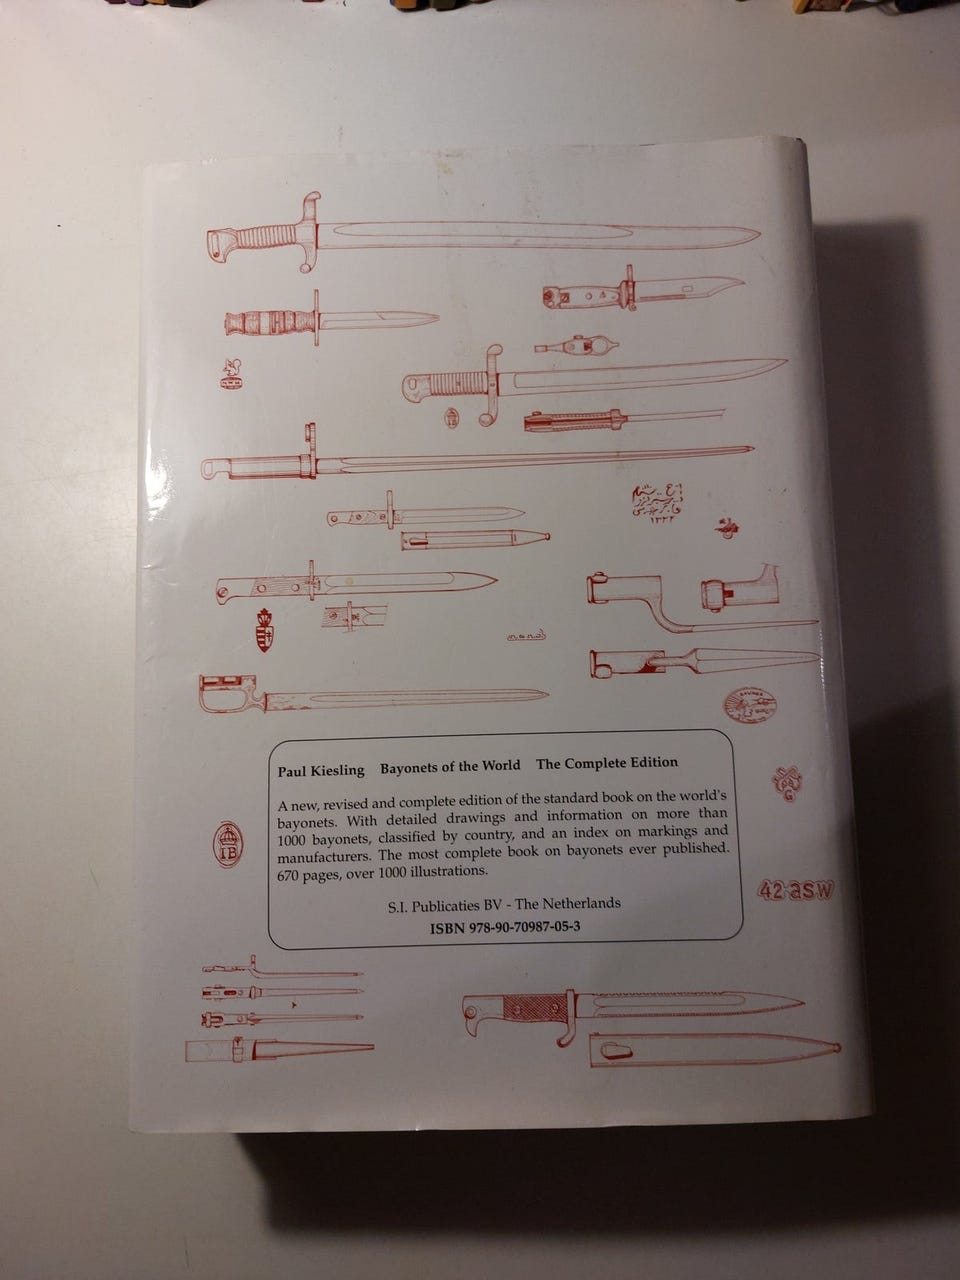 ١٣٢٢
IB
42 asw
G
Paul Kiesling Bayonets of the World The Complete Edition
A new, revised and complete edition of the standard book on the world's
bayonets. With detailed drawings and information on more than
1000 bayonets, classified by country, and an index on markings and
manufacturers. The most complete book on bayonets ever published.
670 pages, over 1000 illustrations.
S.I. Publicaties BV - The Netherlands
ISBN 978-90-70987-05-3